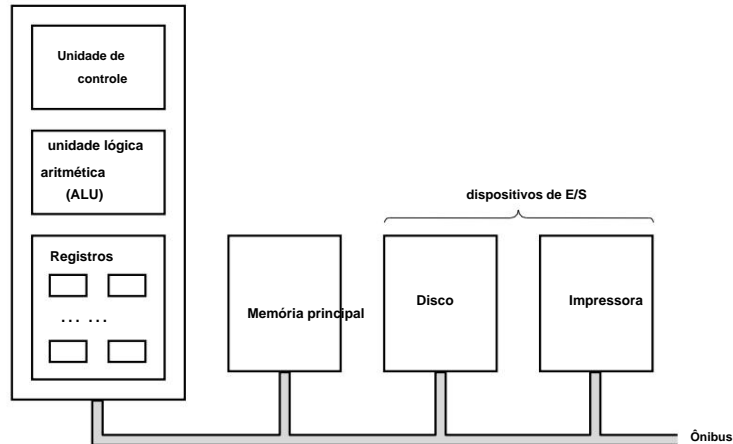 Unidade de
controle
unidade lógica
aritmética
(ALU)
Registros
... ...
dispositivos de E/S
Memória principal
Disco
Impressora
Ônibus